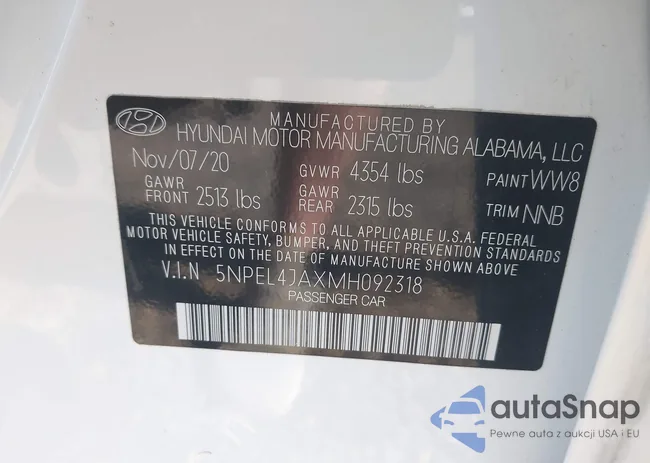 MANUFACTURED BY
HYUNDAI MOTOR MANUFACTURING ALABAMA, LLC
Nov/07/20 GVWR 4354 lbs PAINT WW8
GAWR FRONT 2513 lbs GAWR REAR 2315 lbs TRIM NNB
THIS VEHICLE CONFORMS TO ALL APPLICABLE U.S.A. FEDERAL
MOTOR VEHICLE SAFETY, BUMPER, AND THEFT PREVENTION STANDARDS
IN EFFECT ON THE DATE OF MANUFACTURE SHOWN ABOVE.
V.I.N 5NPEL4JAXMH092318
PASSENGER CAR
autoSnap
Pewne auta z aukcji USA i EU